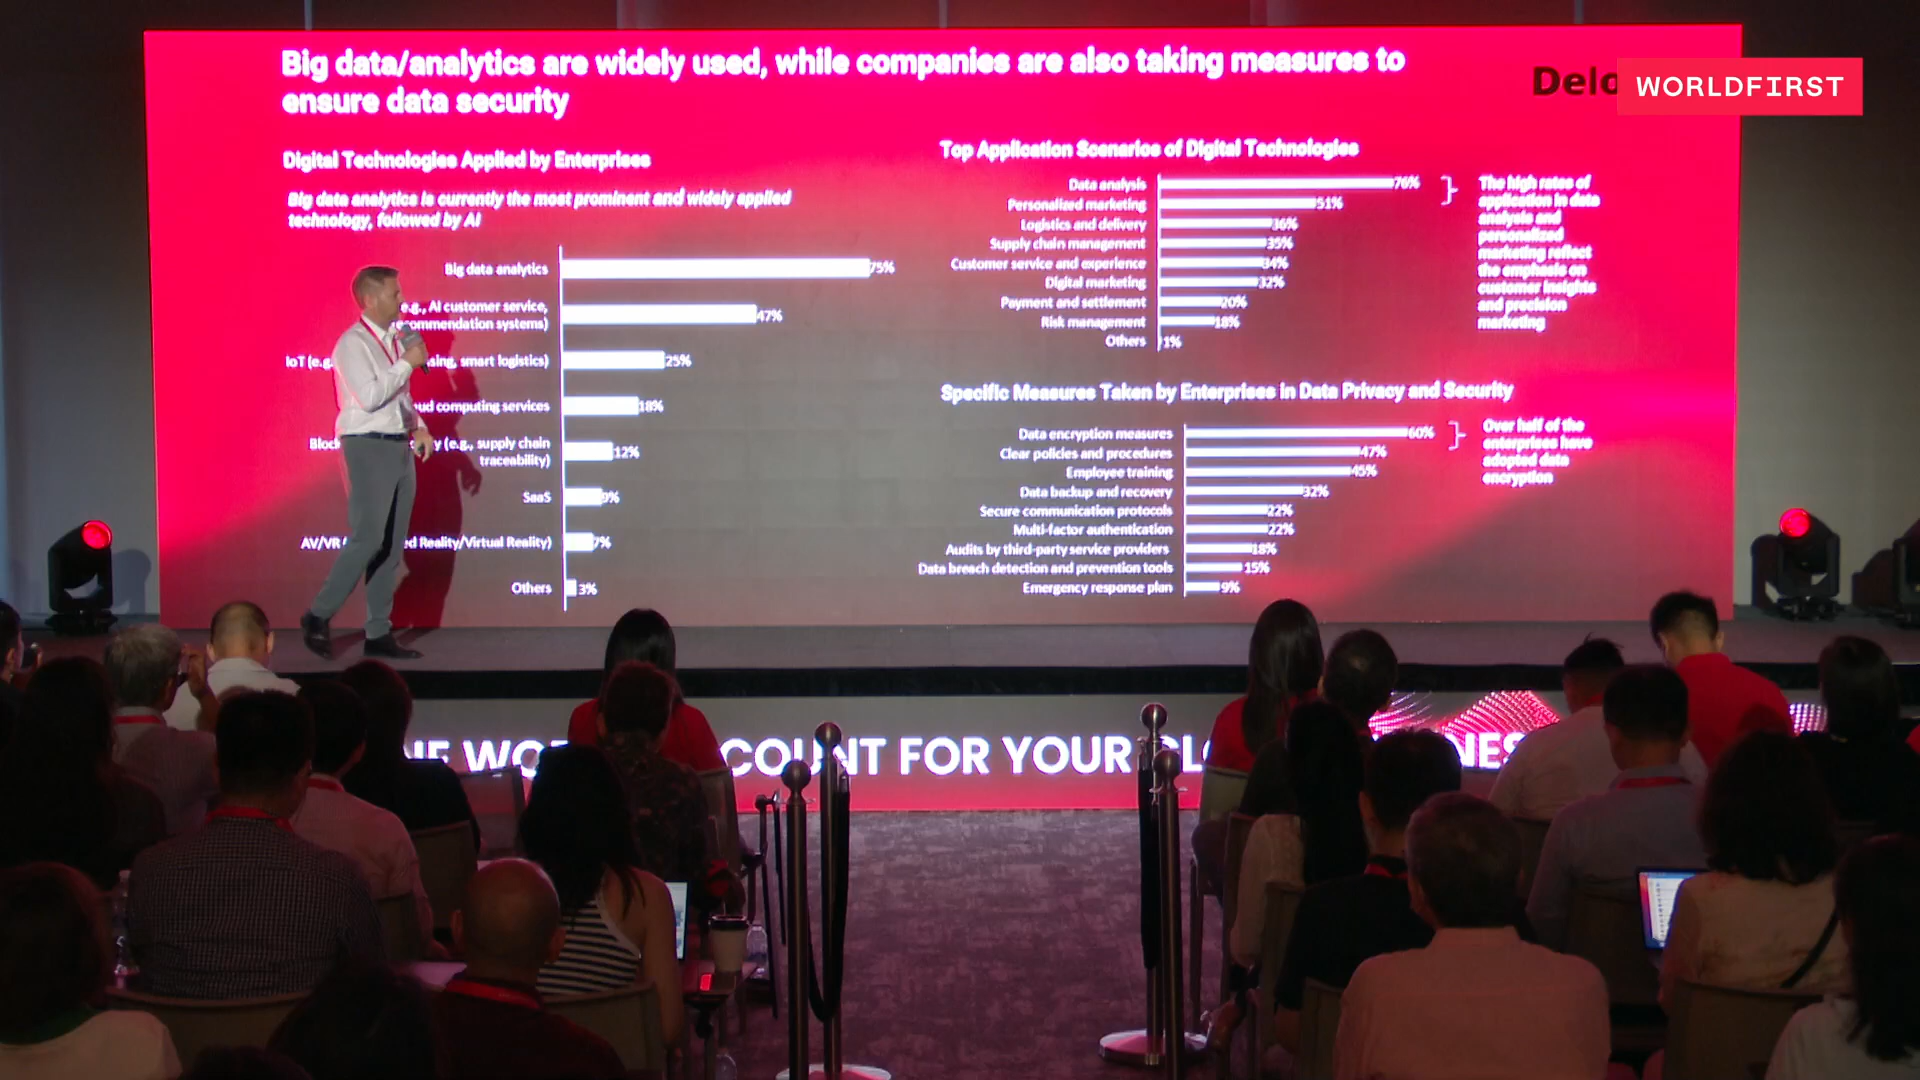 Big data/analytics are widely used, while companies are also taking measures to
ensure data security
WORLDFIRST
Digital Technologies Applied by Enterprises
Big data analytics is currently the most prominent and widely applied
technology, followed by AI
Big data analytics 75%
e.g., AI customer service,
recommendation systems) 47%
IoT (e.g. smart logistics) 25%
computing services 18%
(e.g., supply chain
traceability) 12%
SaaS 9%
AV/VR Reality/Virtual Reality) 7%
Others 3%
Top Application Scenarios of Digital Technologies
Data analysis 76%
Personalized marketing 51%
Logistics and delivery 36%
Supply chain management 35%
Customer service and experience 34%
Digital marketing 32%
Payment and settlement 20%
Risk management 18%
Others 1%
The high rates of
application in data
analysis and
personalized
marketing reflect
the emphasis on
customer insights
and precision
marketing
Specific Measures Taken by Enterprises in Data Privacy and Security
Data encryption measures 60%
Clear policies and procedures 47%
Employee training 45%
Data backup and recovery 32%
Secure communication protocols 22%
Multi-factor authentication 22%
Audits by third-party service providers 18%
Data breach detection and prevention tools 15%
Emergency response plan 9%
Over half of the
enterprises have
adopted data
encryption
FOR YOUR